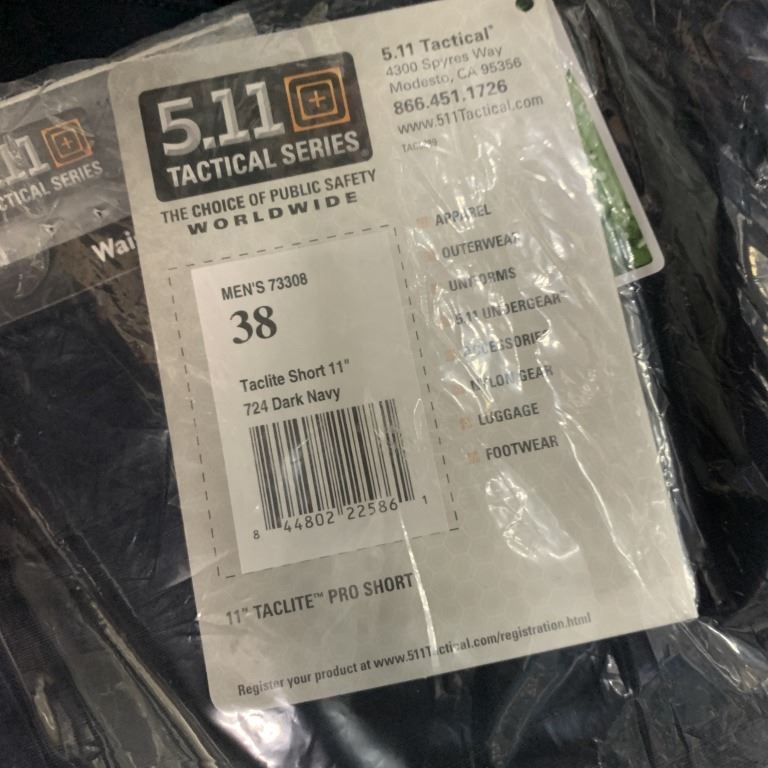 5.11
TACTICAL SERIES
THE CHOICE OF PUBLIC SAFETY
WORLDWIDE
5.11 Tactical®
4300 Spyres Way
Modesto, CA 95356
866.451.1726
www.511Tactical.com
APPAREL
OUTERWEAR
UNIFORMS
5.11 UNDERGEAR™
ACCESSORIES
NYLON GEAR
LUGGAGE
FOOTWEAR
MEN'S 73308
38
Taclite Short 11"
724 Dark Navy
8 44802 22586 1
11" TACLITE™ PRO SHORT
Register your product at www.511Tactical.com/registration.html
.11
TICAL SERIES
Wai